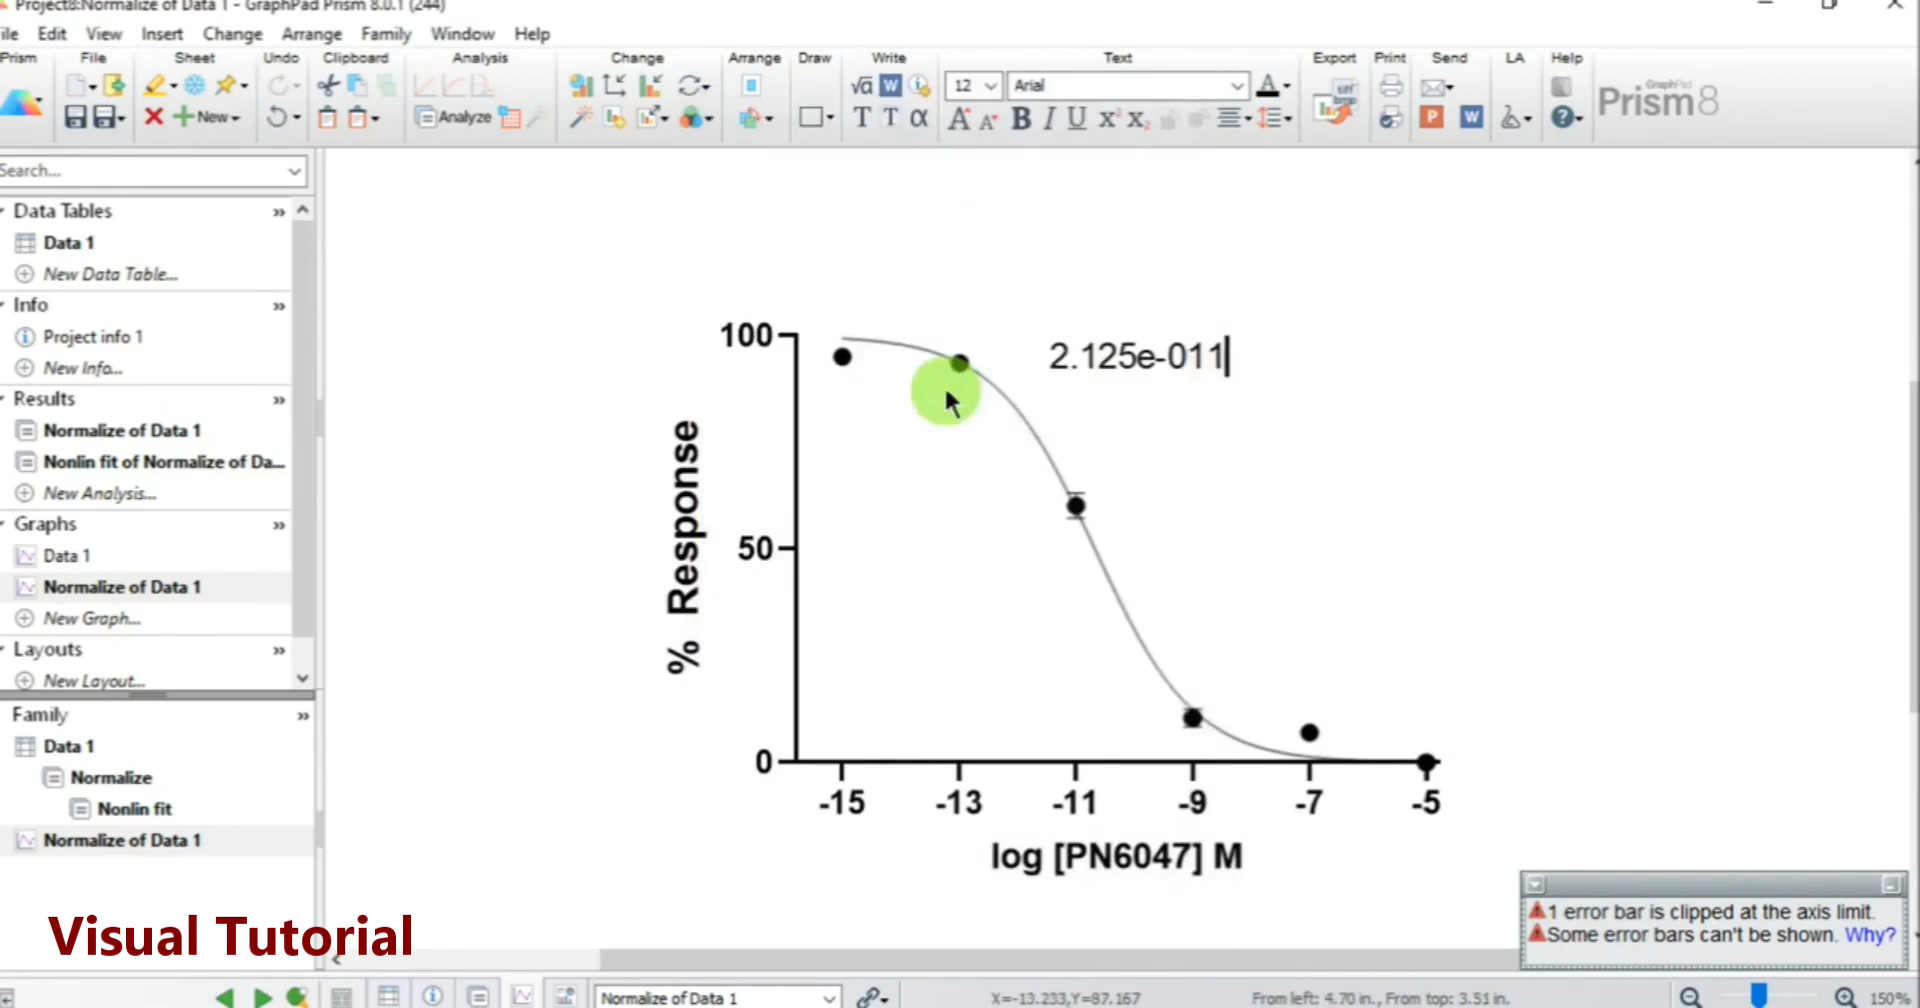 Project8:Normalize of Data 1 - GraphPad Prism 8.0.1 (244)
ile Edit View Insert Change Arrange Family Window Help
Prism File Sheet Undo Clipboard Analysis Change Arrange Draw Write Text Export Print Send LA Help
12 Arial
New Analyze
GraphPad
Prism 8
Search...
Data Tables
Data 1
New Data Table...
Info
Project info 1
New Info...
Results
Normalize of Data 1
Nonlin fit of Normalize of Da...
New Analysis...
Graphs
Data 1
Normalize of Data 1
New Graph...
Layouts
New Layout...
Family
Data 1
Normalize
Nonlin fit
Normalize of Data 1
2.125e-011
100
50
0
% Response
-15 -13 -11 -9 -7 -5
log [PN6047] M
1 error bar is clipped at the axis limit.
Some error bars can't be shown. Why?
Visual Tutorial
Normalize of Data 1
X=-13.233,Y=87.167
From left: 4.70 in., From top: 3.51 in.
150%